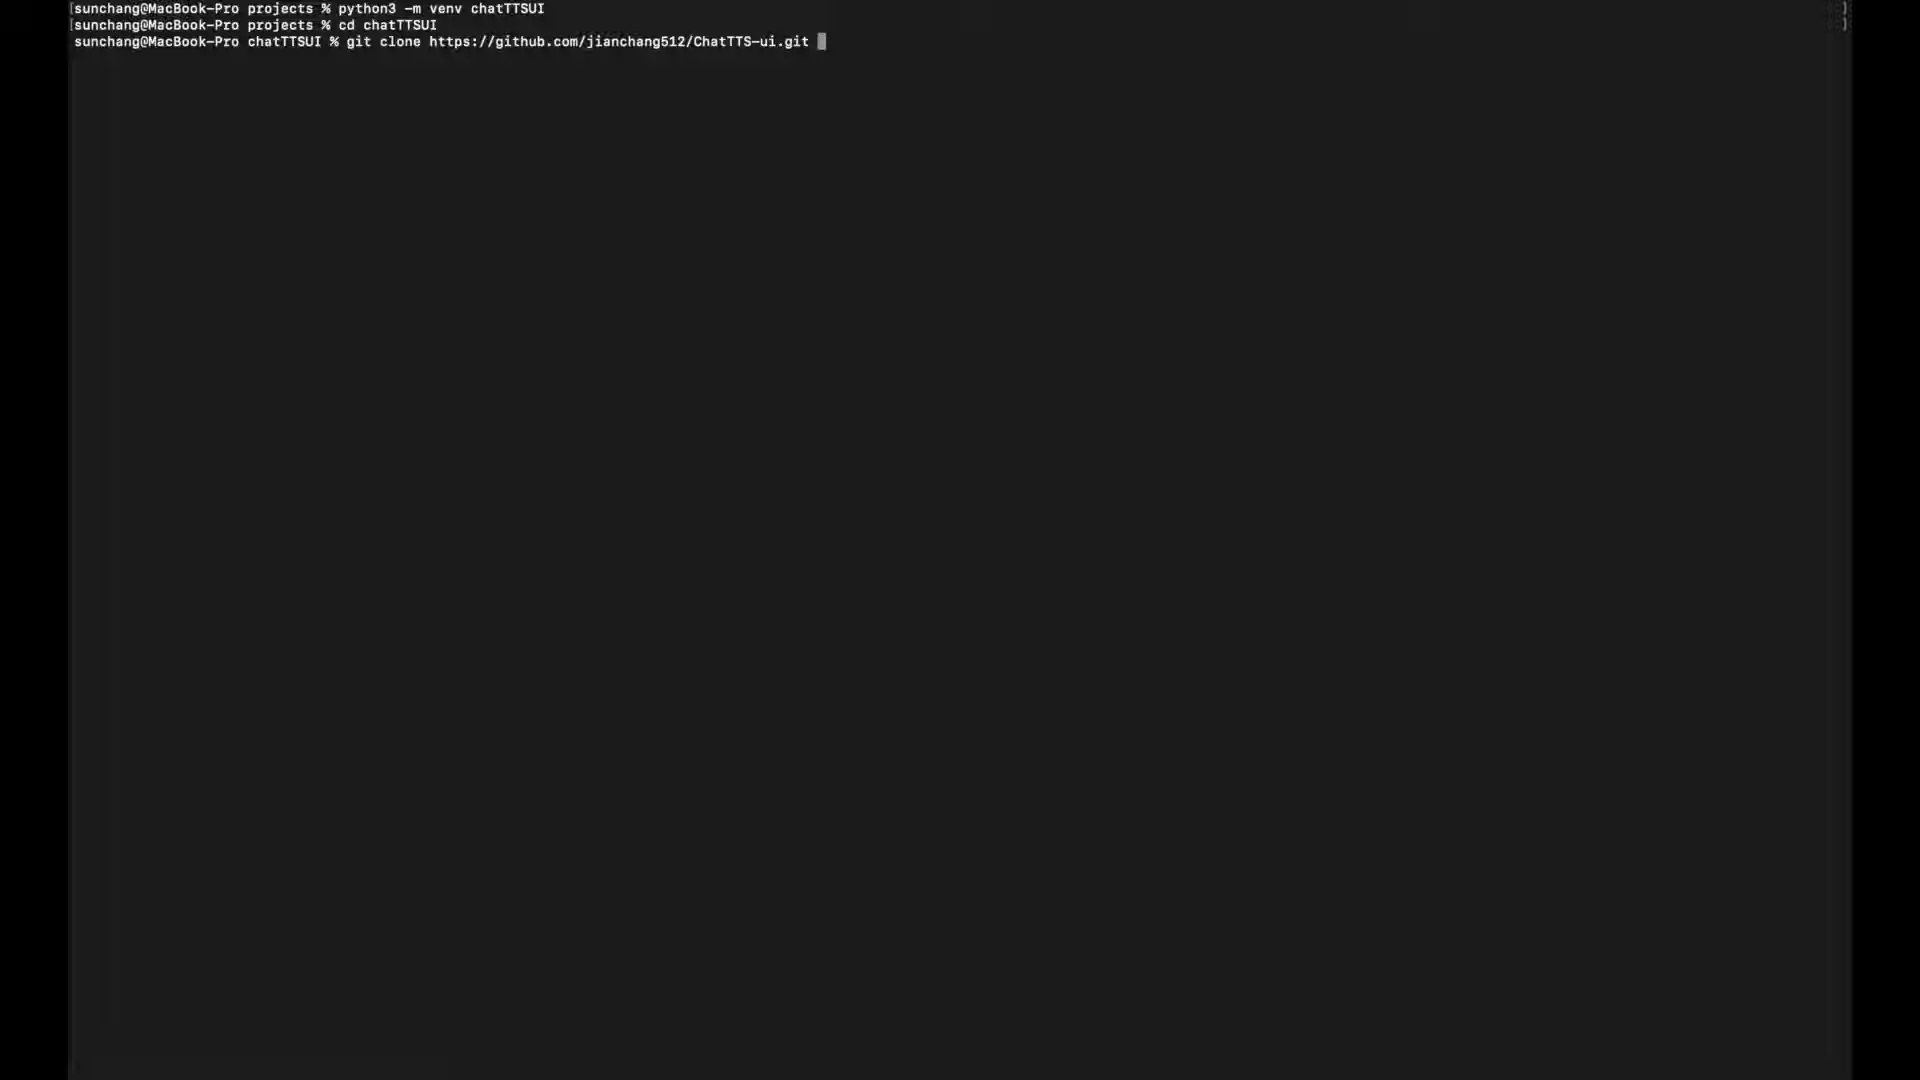 [sunchang@MacBook-Pro projects % python3 -m venv chatTTSUI ]
[sunchang@MacBook-Pro projects % cd chatTTSUI ]
sunchang@MacBook-Pro chatTTSUI % git clone https://github.com/jianchang512/ChatTTS-ui.git